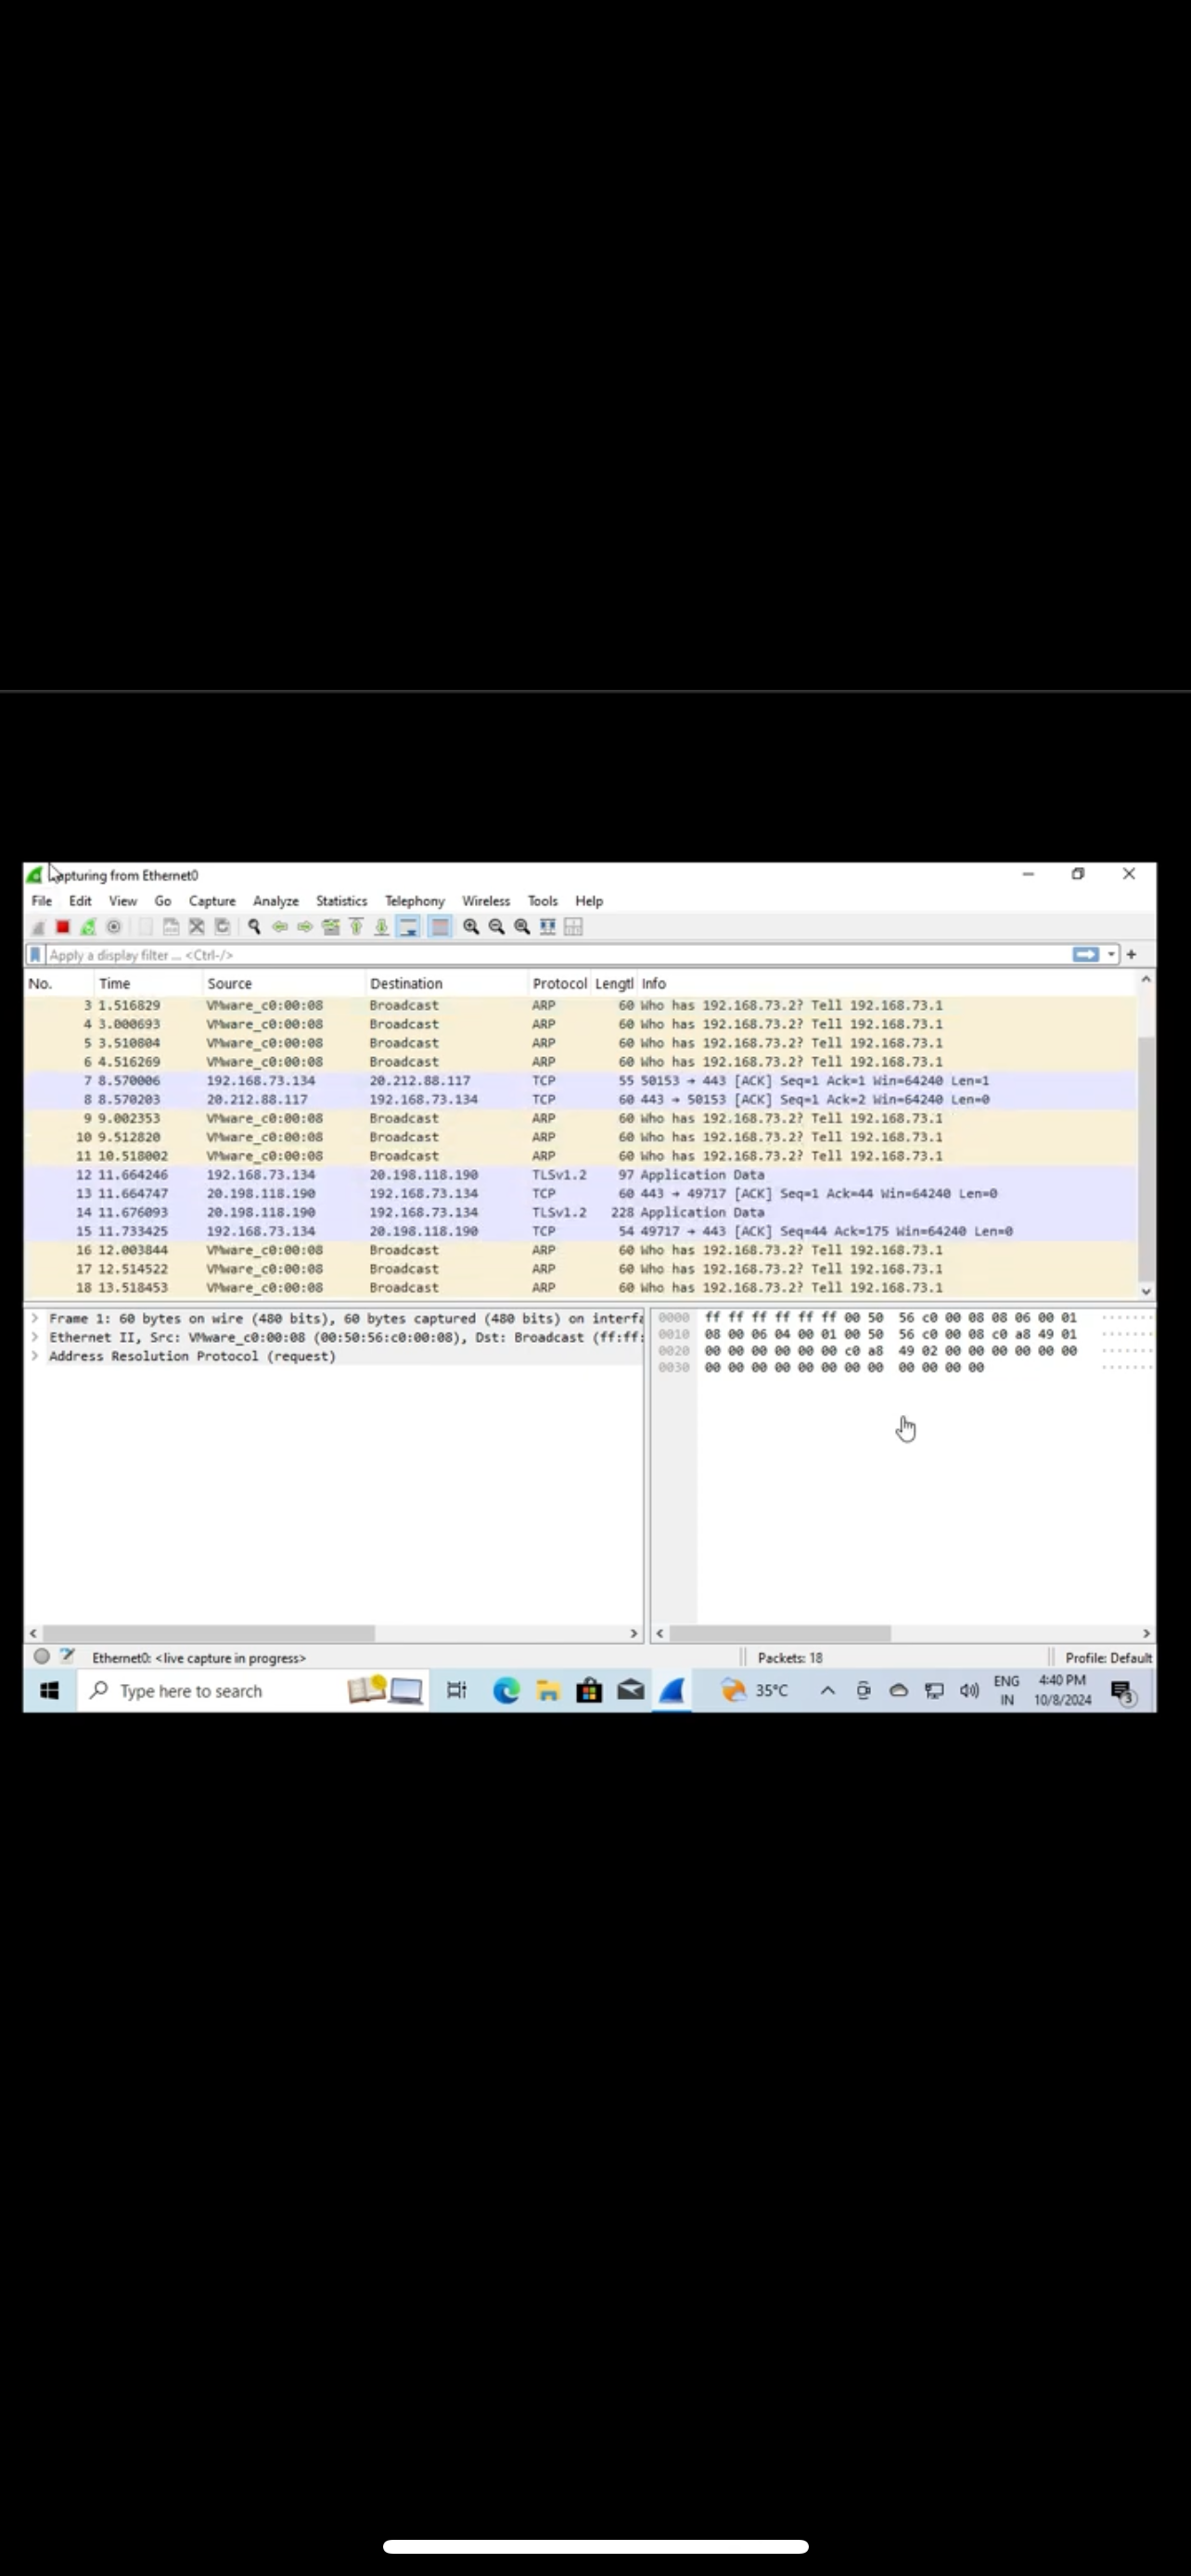 Capturing from Ethernet0
File Edit View Go Capture Analyze Statistics Telephony Wireless Tools Help
Apply a display filter ... <Ctrl-/>
No. Time Source Destination Protocol Lengtl Info
3 1.516829 VMware_c0:00:08 Broadcast ARP 60 Who has 192.168.73.2? Tell 192.168.73.1
4 3.000693 VMware_c0:00:08 Broadcast ARP 60 Who has 192.168.73.2? Tell 192.168.73.1
5 3.510804 VMware_c0:00:08 Broadcast ARP 60 Who has 192.168.73.2? Tell 192.168.73.1
6 4.516269 VMware_c0:00:08 Broadcast ARP 60 Who has 192.168.73.2? Tell 192.168.73.1
7 8.570006 192.168.73.134 20.212.88.117 TCP 55 50153 → 443 [ACK] Seq=1 Ack=1 Win=64240 Len=1
8 8.570203 20.212.88.117 192.168.73.134 TCP 60 443 → 50153 [ACK] Seq=1 Ack=2 Win=64240 Len=0
9 9.002353 VMware_c0:00:08 Broadcast ARP 60 Who has 192.168.73.2? Tell 192.168.73.1
10 9.512820 VMware_c0:00:08 Broadcast ARP 60 Who has 192.168.73.2? Tell 192.168.73.1
11 10.518002 VMware_c0:00:08 Broadcast ARP 60 Who has 192.168.73.2? Tell 192.168.73.1
12 11.664246 192.168.73.134 20.198.118.190 TLSv1.2 97 Application Data
13 11.664747 20.198.118.190 192.168.73.134 TCP 60 443 → 49717 [ACK] Seq=1 Ack=44 Win=64240 Len=0
14 11.676093 20.198.118.190 192.168.73.134 TLSv1.2 228 Application Data
15 11.733425 192.168.73.134 20.198.118.190 TCP 54 49717 → 443 [ACK] Seq=44 Ack=175 Win=64240 Len=0
16 12.003844 VMware_c0:00:08 Broadcast ARP 60 Who has 192.168.73.2? Tell 192.168.73.1
17 12.514522 VMware_c0:00:08 Broadcast ARP 60 Who has 192.168.73.2? Tell 192.168.73.1
18 13.518453 VMware_c0:00:08 Broadcast ARP 60 Who has 192.168.73.2? Tell 192.168.73.1
Frame 1: 60 bytes on wire (480 bits), 60 bytes captured (480 bits) on interfa
Ethernet II, Src: VMware_c0:00:08 (00:50:56:c0:00:08), Dst: Broadcast (ff:ff:
Address Resolution Protocol (request)
0000 ff ff ff ff ff ff 00 50 56 c0 00 08 08 06 00 01 ·······
0010 08 00 06 04 00 01 00 50 56 c0 00 08 c0 a8 49 01 ·······
0020 00 00 00 00 00 00 c0 a8 49 02 00 00 00 00 00 00 ·······
0030 00 00 00 00 00 00 00 00 00 00 00 00 ·······
Ethernet0: <live capture in progress> Packets: 18 Profile: Default
Type here to search 35°C ENG IN 4:40 PM 10/8/2024 3